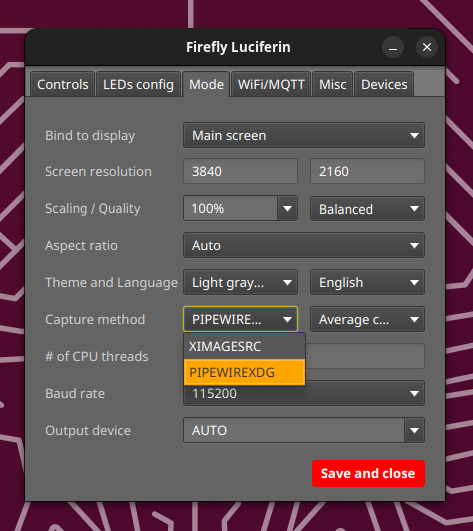 Firefly Luciferin
Controls LEDs config Mode WiFi/MQTT Misc Devices
Bind to display Main screen
Screen resolution 3840 2160
Scaling / Quality 100% Balanced
Aspect ratio Auto
Theme and Language Light gray... English
Capture method PIPEWIRE... Average c...
XIMAGESRC
# of CPU threads
PIPEWIREXDG
Baud rate 115200
Output device AUTO
Save and close